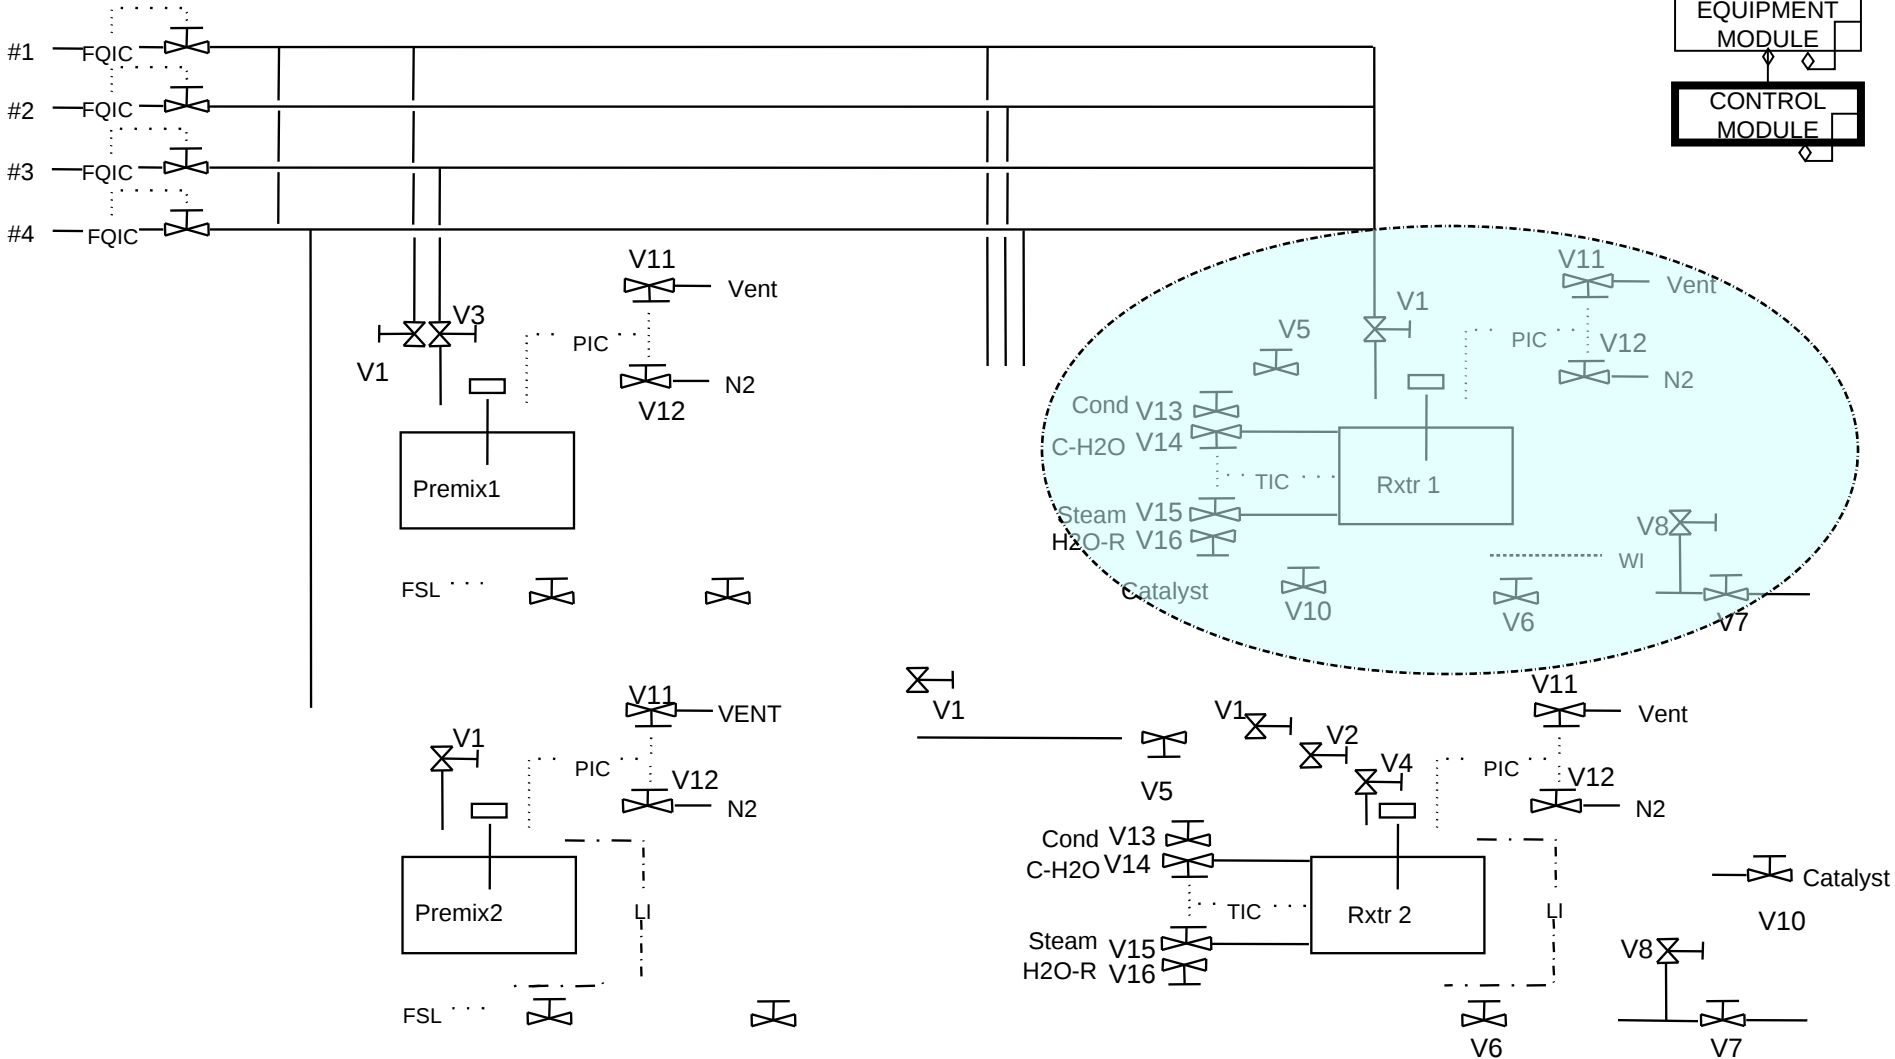 EQUIPMENT
MODULE
CONTROL
MODULE
#1 FQIC
#2 FQIC
#3 FQIC
#4 FQIC
V11
Vent
V3
PIC
V1
N2
V12
Premix1
FSL
V11
Vent
V1
V5
PIC
V12
N2
Cond V13
C-H2O V14
TIC
Rxtr 1
Steam V15
H2O-R V16
V8
WI
Catalyst
V10
V6
V7
V11
VENT
V1
PIC
V12
N2
Premix2
LI
FSL
V1
V5
V1
V2
V4
V11
Vent
PIC
V12
N2
Cond V13
C-H2O V14
TIC
Rxtr 2
LI
Steam V15
H2O-R V16
Catalyst
V10
V8
V6
V7